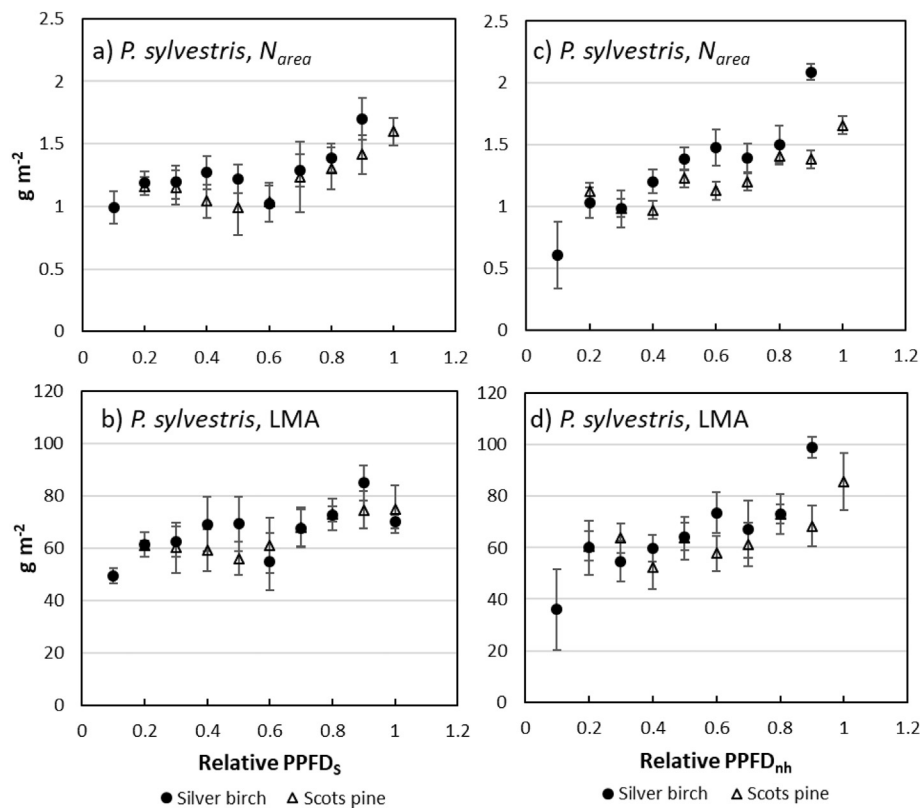 a) P. sylvestris, Narea
2.5
2
1.5
1
0.5
0
g m-2
0 0.2 0.4 0.6 0.8 1 1.2
c) P. sylvestris, Narea
2.5
2
1.5
1
0.5
0
0 0.2 0.4 0.6 0.8 1 1.2
b) P. sylvestris, LMA
120
100
80
60
40
20
0
g m-2
0 0.2 0.4 0.6 0.8 1 1.2
Relative PPFDS
Silver birch Scots pine
d) P. sylvestris, LMA
120
100
80
60
40
20
0
0 0.2 0.4 0.6 0.8 1 1.2
Relative PPFDnh
Silver birch Scots pine